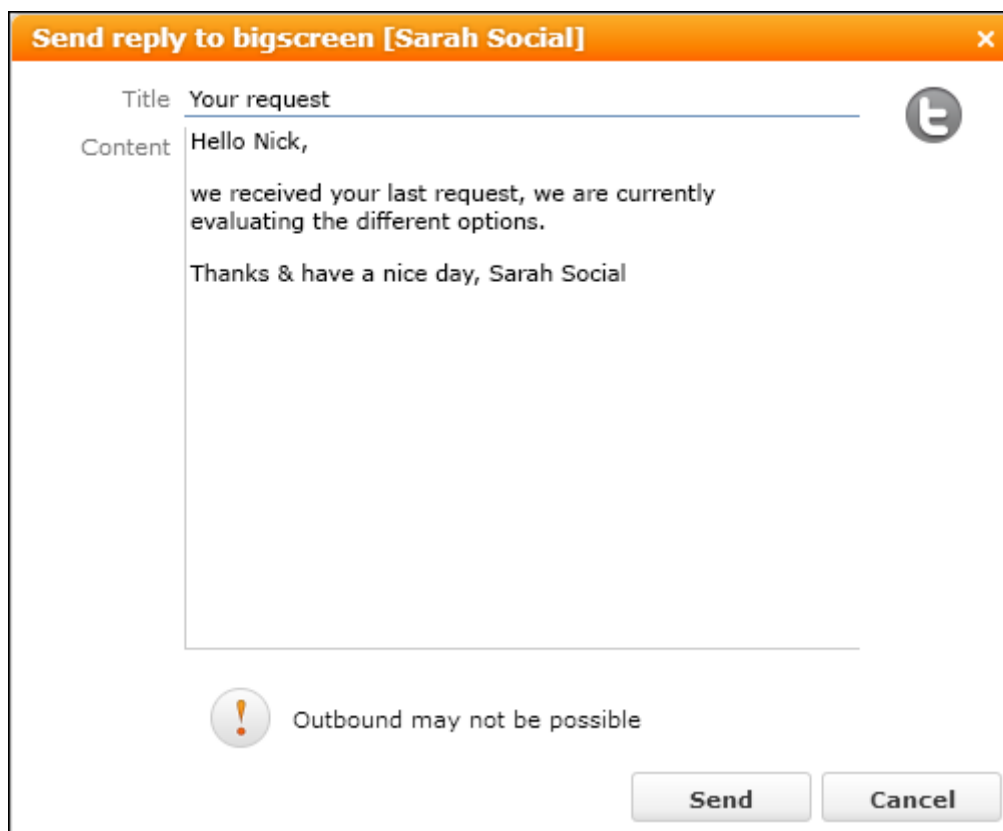 Send reply to bigscreen [Sarah Social]
Title Your request
Content Hello Nick,
we received your last request, we are currently
evaluating the different options.
Thanks & have a nice day, Sarah Social
Outbound may not be possible
Send Cancel